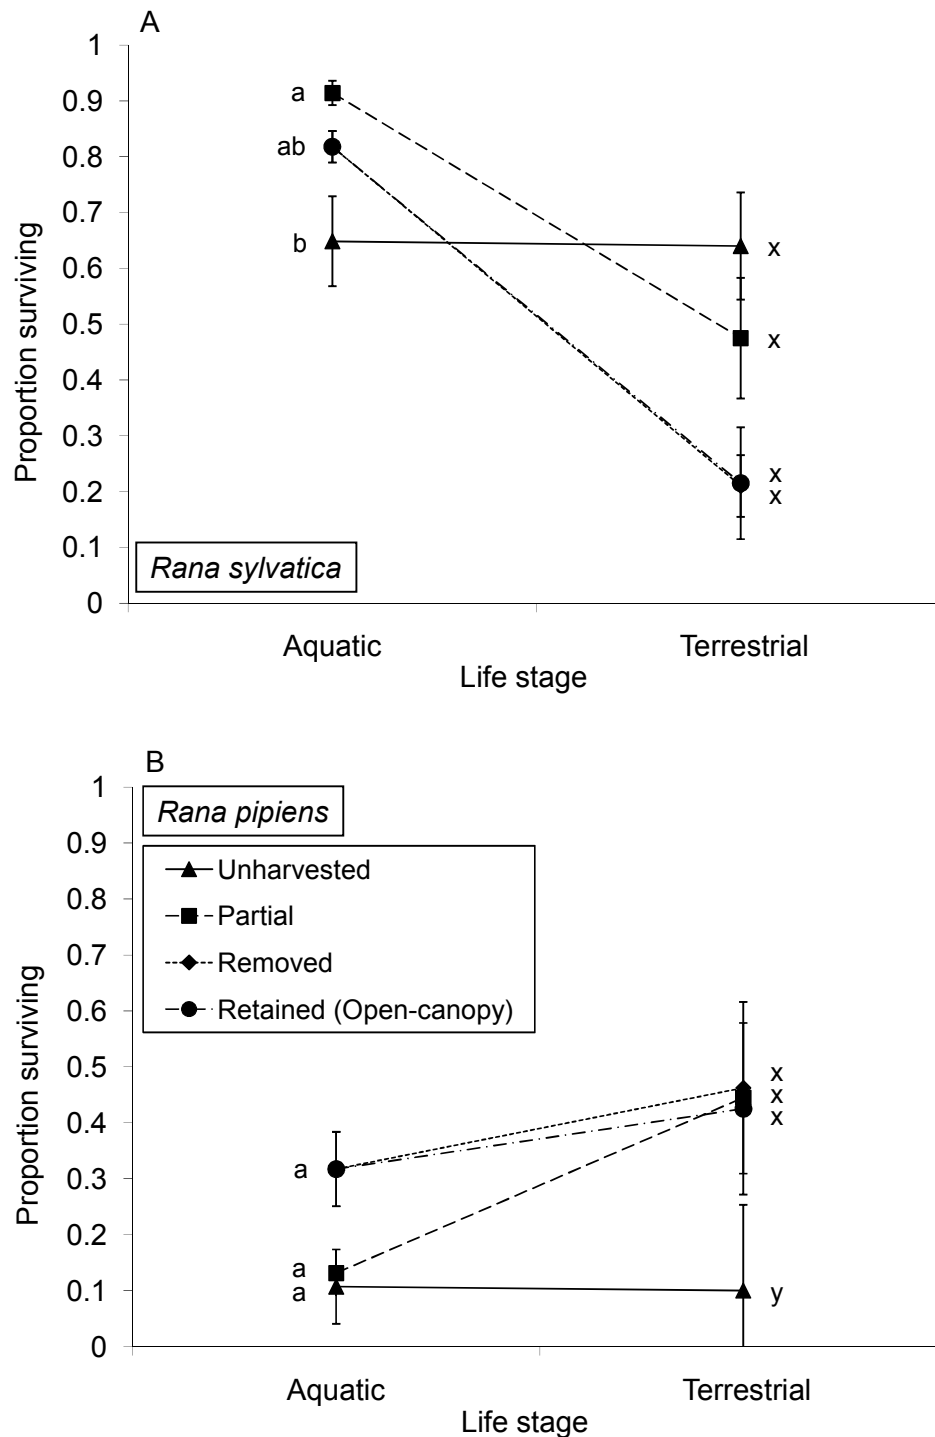 A
1
0.9
0.8
0.7
0.6
0.5
0.4
0.3
0.2
0.1
0
Proportion surviving
a
ab
b
x
x
x
x
Rana sylvatica
Aquatic
Terrestrial
Life stage
B
1
0.9
0.8
0.7
0.6
0.5
0.4
0.3
0.2
0.1
0
Proportion surviving
Rana pipiens
Unharvested
Partial
Removed
Retained (Open-canopy)
a
a
a
x
x
x
y
Aquatic
Terrestrial
Life stage